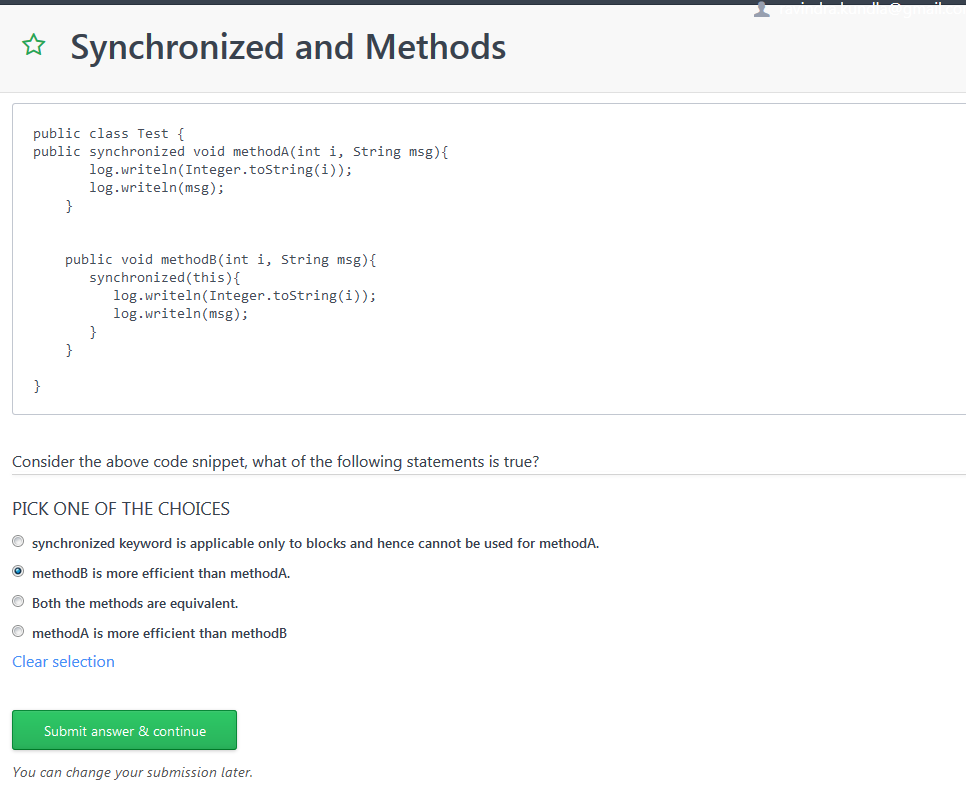 Synchronized and Methods
public class Test {
public synchronized void methodA(int i, String msg){
log.writeln(Integer.toString(i));
log.writeln(msg);
}
public void methodB(int i, String msg){
synchronized(this){
log.writeln(Integer.toString(i));
log.writeln(msg);
}
}
}
Consider the above code snippet, what of the following statements is true?
PICK ONE OF THE CHOICES
synchronized keyword is applicable only to blocks and hence cannot be used for methodA.
methodB is more efficient than methodA.
Both the methods are equivalent.
methodA is more efficient than methodB
Clear selection
Submit answer & continue
You can change your submission later.